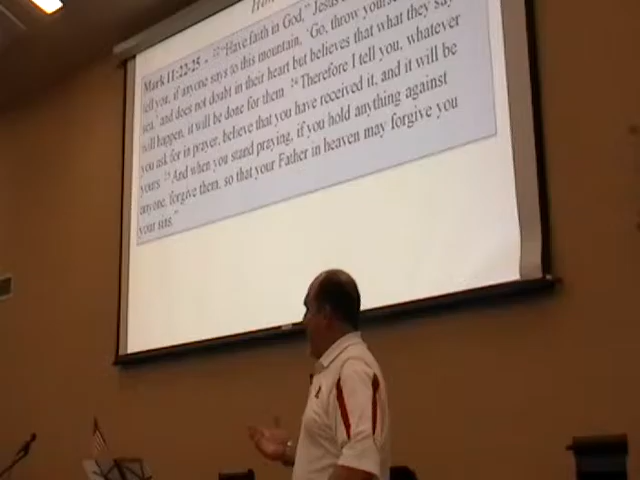 Mark 11:22-25 - 22"Have faith in God," Jesus
tell you, if anyone says to this mountain, 'Go, throw yours
sea,' and does not doubt in their heart but believes that what they say
will happen, it will be done for them. 24 Therefore I tell you, whatever
you ask for in prayer, believe that you have received it, and it will be
yours. 25 And when you stand praying, if you hold anything against
anyone, forgive them, so that your Father in heaven may forgive you
your sins."